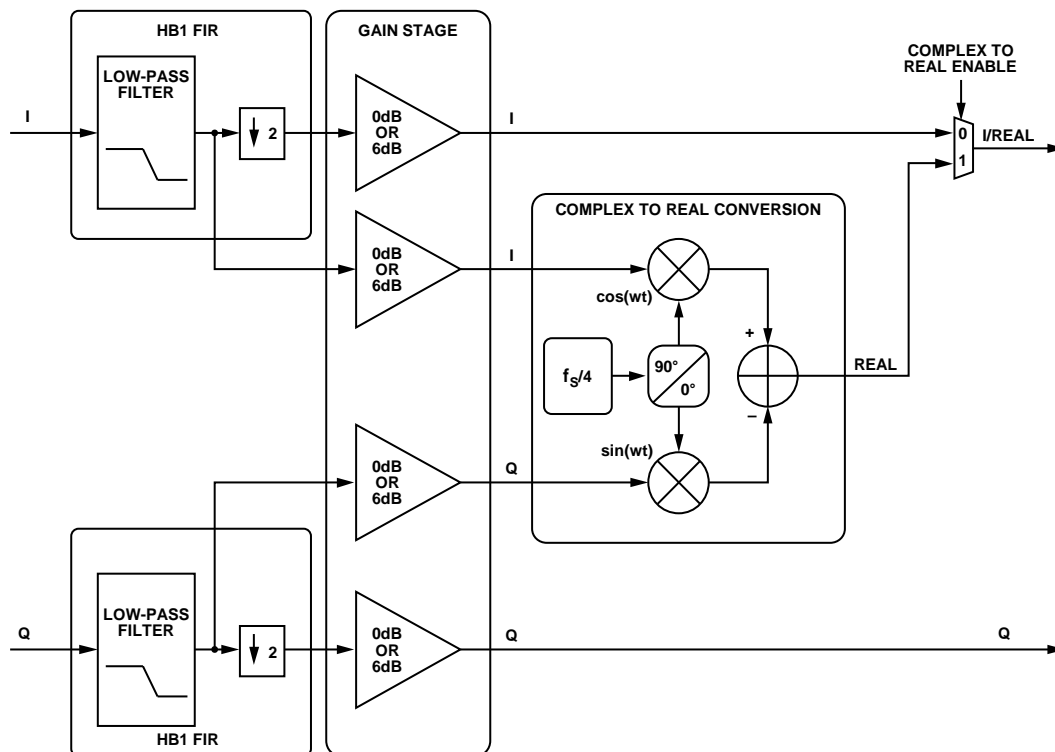 HB1 FIR
GAIN STAGE
LOW-PASS
FILTER
COMPLEX TO
REAL ENABLE
I
2
0dB
OR
6dB
I
0
1
I/REAL
COMPLEX TO REAL CONVERSION
0dB
OR
6dB
I
cos(wt)
+
fS/4
90°
0°
REAL
–
sin(wt)
0dB
OR
6dB
Q
LOW-PASS
FILTER
Q
2
0dB
OR
6dB
Q
Q
HB1 FIR